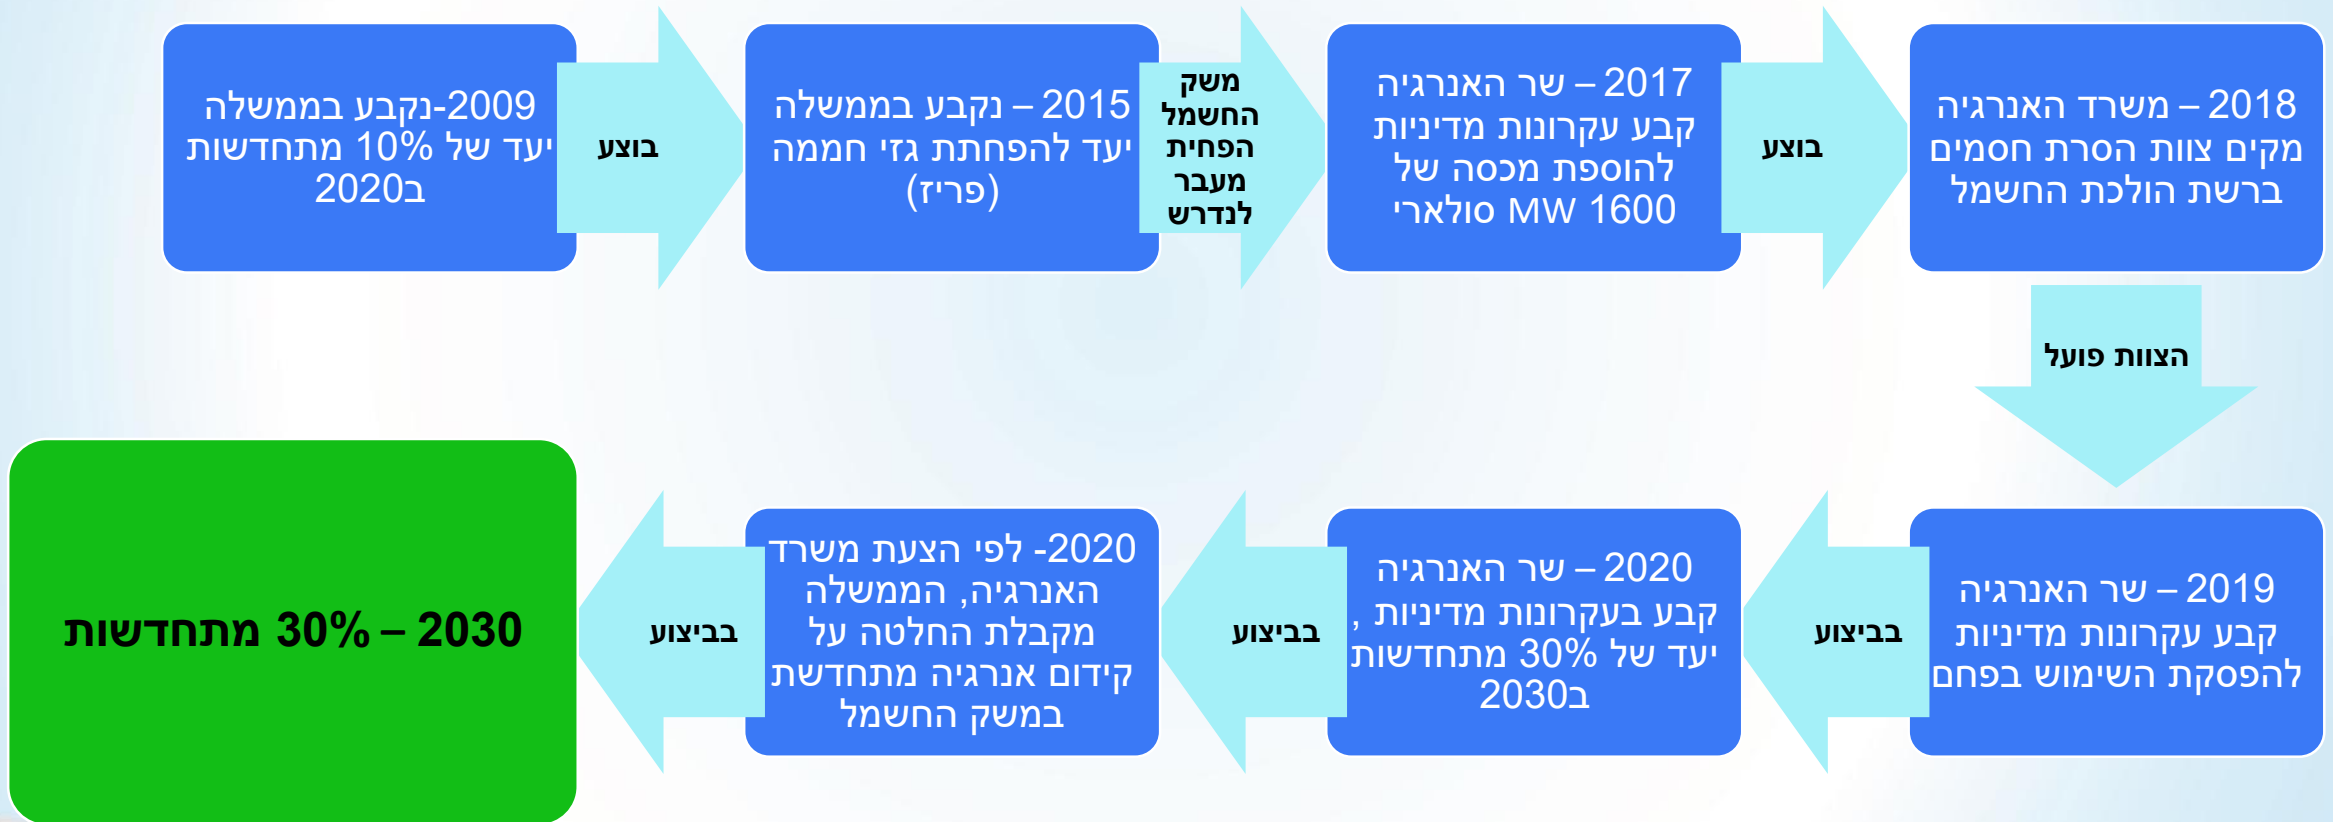 2009-נקבע בממשלה
יעד של 10% מתחדשות
ב2020
בוצע
2015 – נקבע בממשלה
יעד להפחתת גזי חממה
(פריז)
משק
החשמל
הפחית
מעבר
לנדרש
2017 – שר האנרגיה
קבע עקרונות מדיניות
להוספת מכסה של
1600 MW סולארי
בוצע
2018 – משרד האנרגיה
מקים צוות הסרת חסמים
ברשת הולכת החשמל
הצוות פועל
2019 – שר האנרגיה
קבע עקרונות מדיניות
להפסקת השימוש בפחם
בביצוע
2020 – שר האנרגיה
קבע בעקרונות מדיניות ,
יעד של 30% מתחדשות
ב2030
בביצוע
2020- לפי הצעת משרד
האנרגיה, הממשלה
מקבלת החלטה על
קידום אנרגיה מתחדשת
במשק החשמל
בביצוע
2030 – 30% מתחדשות